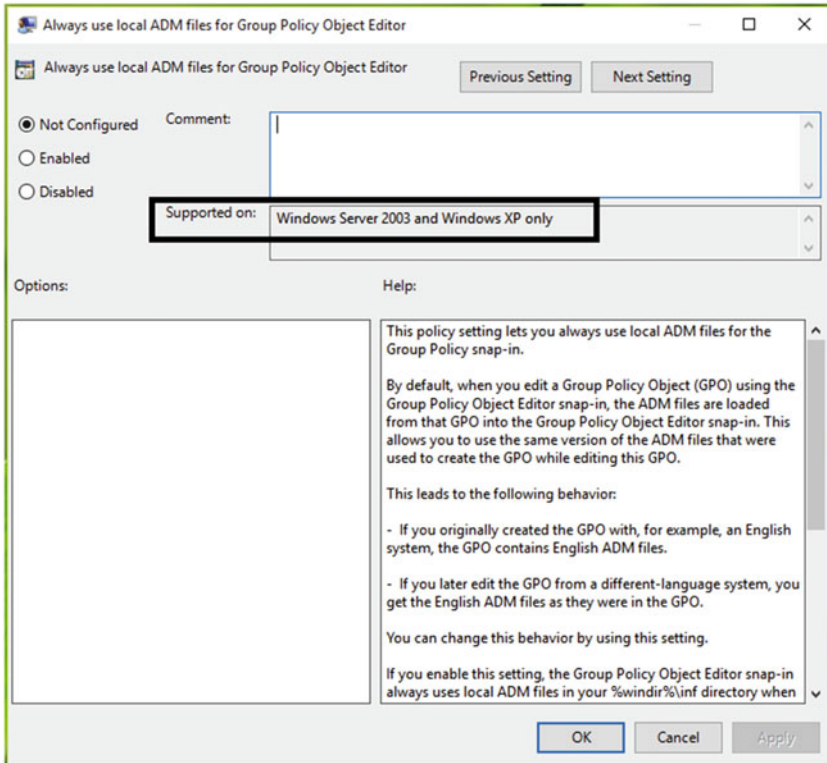 Always use local ADM files for Group Policy Object Editor
Always use local ADM files for Group Policy Object Editor
Previous Setting
Next Setting
Not Configured
Comment:
Enabled
Disabled
Supported on:
Windows Server 2003 and Windows XP only
Options:
Help:
This policy setting lets you always use local ADM files for the
Group Policy snap-in.
By default, when you edit a Group Policy Object (GPO) using the
Group Policy Object Editor snap-in, the ADM files are loaded
from that GPO into the Group Policy Object Editor snap-in. This
allows you to use the same version of the ADM files that were
used to create the GPO while editing this GPO.
This leads to the following behavior:
- If you originally created the GPO with, for example, an English
system, the GPO contains English ADM files.
- If you later edit the GPO from a different-language system, you
get the English ADM files as they were in the GPO.
You can change this behavior by using this setting.
If you enable this setting, the Group Policy Object Editor snap-in
always uses local ADM files in your %windir%\inf directory when
OK
Cancel
Apply